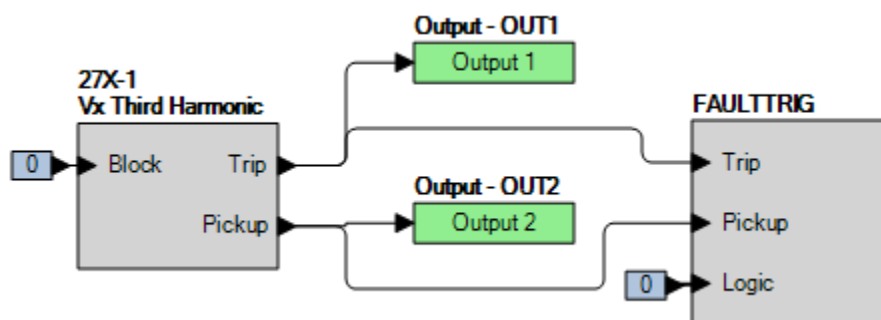 Output - OUT1
Output 1
27X-1
Vx Third Harmonic
FAULTTRIG
0
Block
Trip
Trip
Output - OUT2
Pickup
Output 2
Pickup
0
Logic